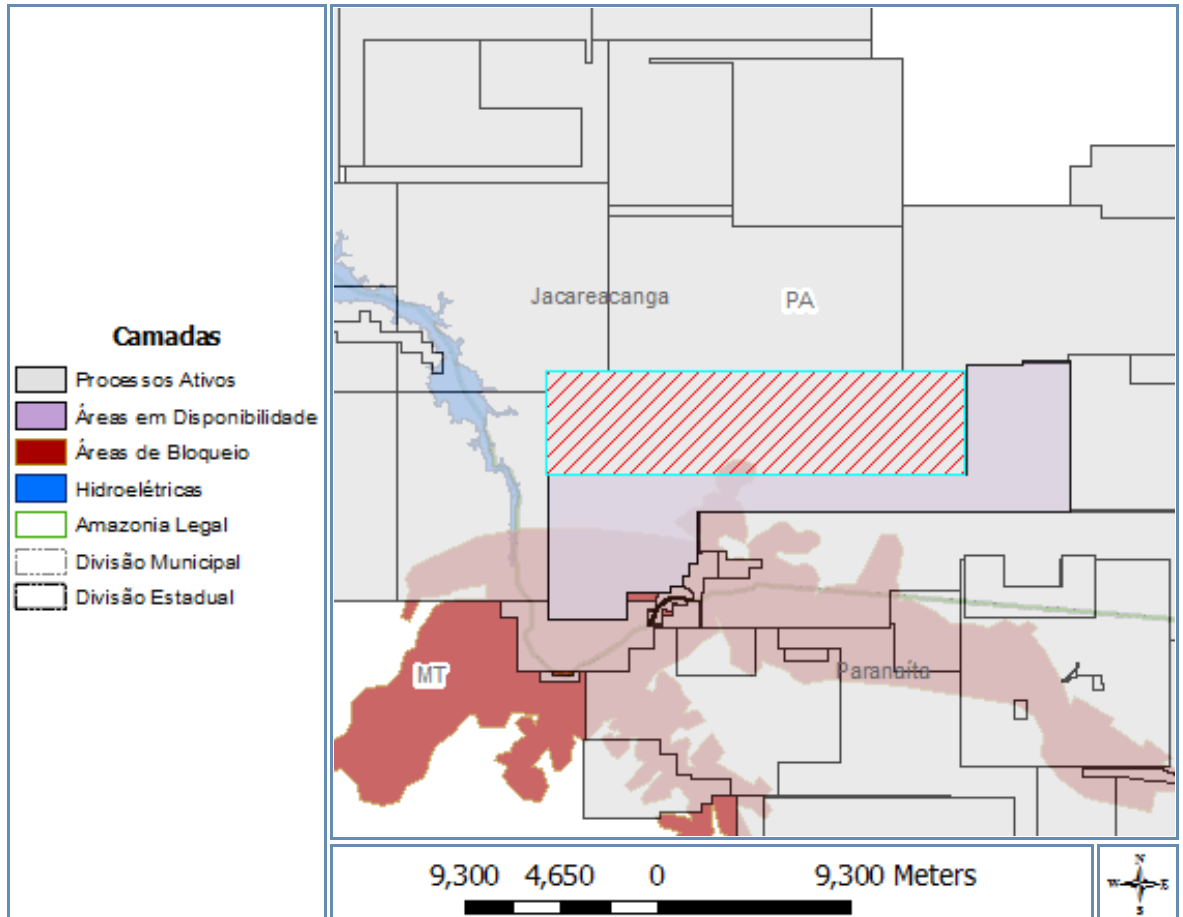 Camadas
Processos Ativos
Áreas em Disponibilidade
Áreas de Bloqueio
Hidroelétricas
Amazonia Legal
Divisão Municipal
Divisão Estadual
Jacareacanga
PA
MT
Paranaíta
9,300 4,650 0 9,300 Meters
N
W E
S